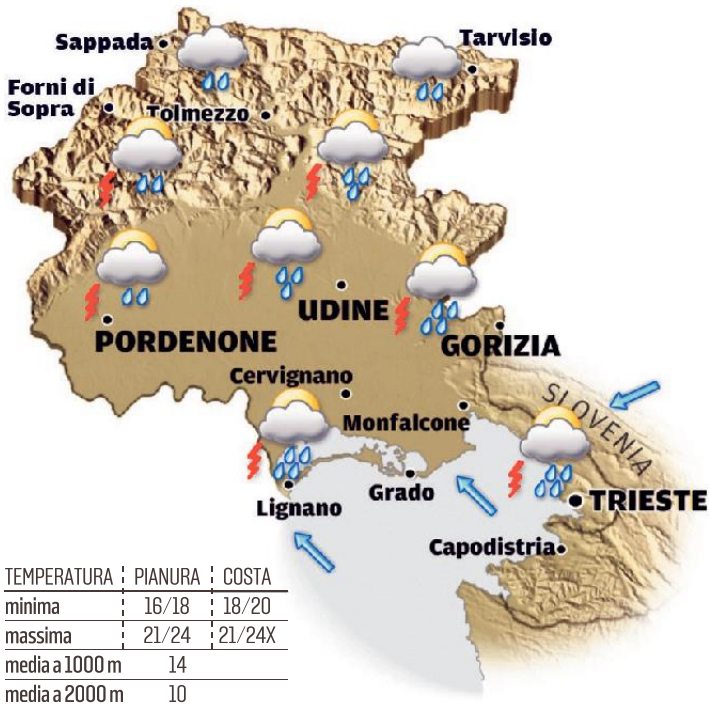 Sappada
Tarvisio
Forni di
Sopra
Tolmezzo
UDINE
PORDENONE
GORIZIA
Cervignano
SLOVENIA
Monfalcone
Grado
Lignano
TRIESTE
Capodistria
TEMPERATURA PIANURA COSTA
minima 16/18 18/20
massima 21/24 21/24X
media a 1000 m 14
media a 2000 m 10